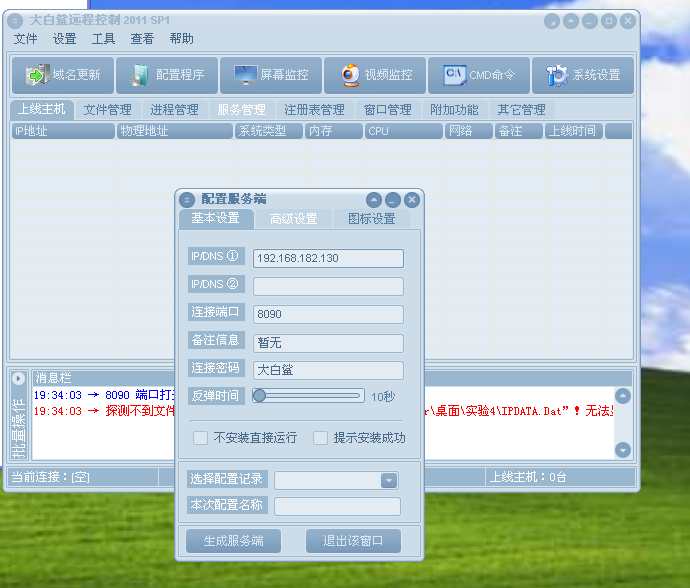 大白鲨远程控制 2011 SP1
文件 设置 工具 查看 帮助
域名更新 配置程序 屏幕监控 视频监控 C:\ CMD命令 系统设置
上线主机 文件管理 进程管理 服务管理 注册表管理 窗口管理 附加功能 其它管理
IP地址 物理地址 系统类型 内存 CPU 网络 备注 上线时间
配置服务端
基本设置 高级设置 图标设置
IP/DNS ① 192.168.182.130
IP/DNS ②
连接端口 8090
备注信息 暂无
连接密码 大白鲨
反弹时间 10秒
不安装直接运行 提示安装成功
选择配置记录
本次配置名称
生成服务端 退出该窗口
批量操作
消息栏
19:34:03 → 8090 端口打
19:34:03 → 探测不到文件 r\桌面\实验4\IPDATA.Dat”! 无法
当前连接：[空] 上线主机：0台